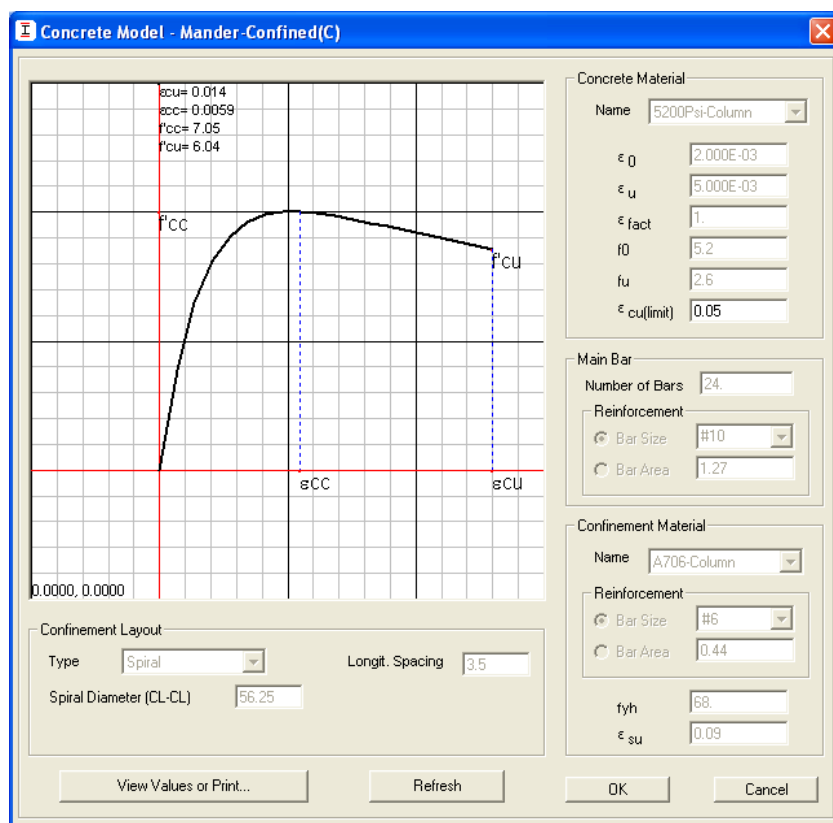 Concrete Model - Mander-Confined(C)
εcu= 0.014
εcc= 0.0059
f'cc= 7.05
f'cu= 6.04
f'cc
f'cu
εcc
εcu
0.0000, 0.0000
Confinement Layout
Type Spiral Longit. Spacing 3.5
Spiral Diameter (CL-CL) 56.25
View Values or Print...
Refresh
Concrete Material
Name 5200Psi-Column
ε 0 2.000E-03
ε u 5.000E-03
ε fact 1.
f0 5.2
fu 2.6
ε cu(limit) 0.05
Main Bar
Number of Bars 24.
Reinforcement
Bar Size #10
Bar Area 1.27
Confinement Material
Name A706-Column
Reinforcement
Bar Size #6
Bar Area 0.44
fyh 68.
ε su 0.09
OK
Cancel